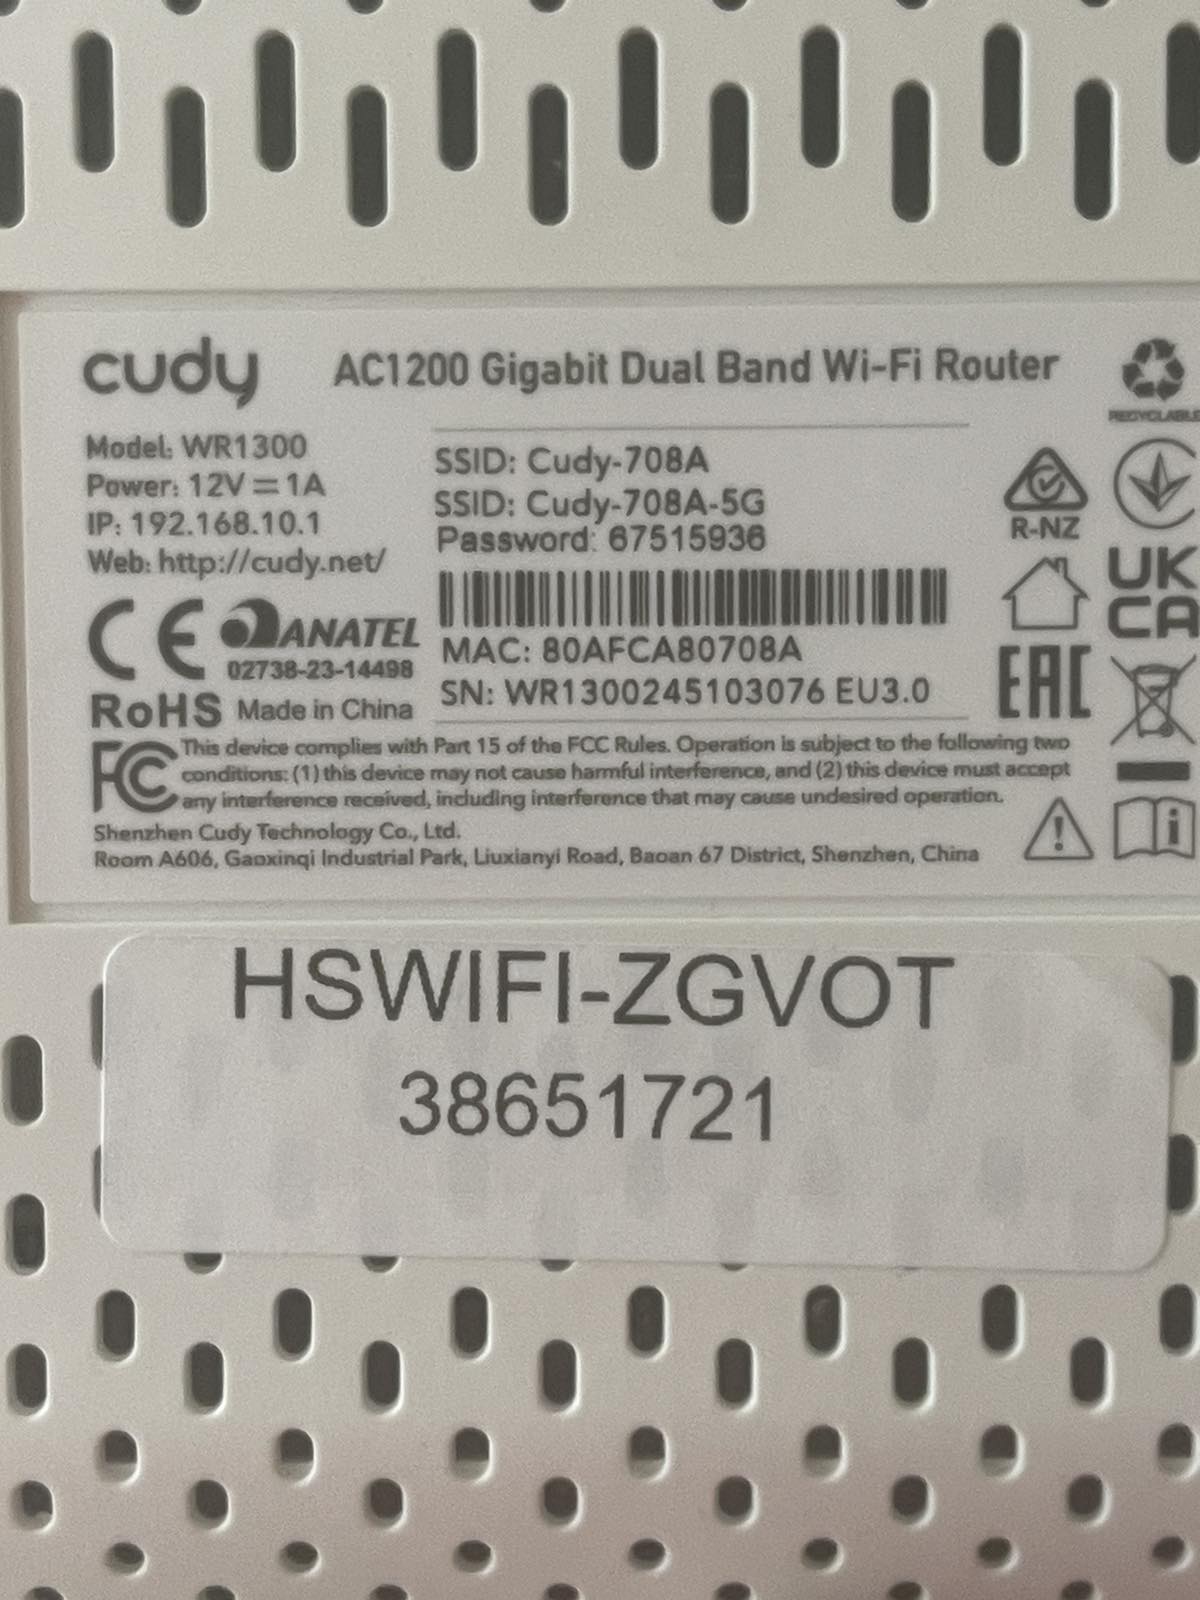 cudy AC1200 Gigabit Dual Band Wi-Fi Router
RECYCLABLE
Model: WR1300
Power: 12V⎓1A
IP: 192.168.10.1
Web: http://cudy.net/
SSID: Cudy-708A
SSID: Cudy-708A-5G
Password: 67515936
R-NZ
UK
CA
CE ANATEL
02738-23-14498
RoHS Made in China
MAC: 80AFCA80708A
SN: WR1300245103076 EU3.0
EAC
FC This device complies with Part 15 of the FCC Rules. Operation is subject to the following two
conditions: (1) this device may not cause harmful interference, and (2) this device must accept
any interference received, including interference that may cause undesired operation.
Shenzhen Cudy Technology Co., Ltd.
Room A606, Gaoxinqi Industrial Park, Liuxianyi Road, Baoan 67 District, Shenzhen, China
HSWIFI-ZGVOT
38651721